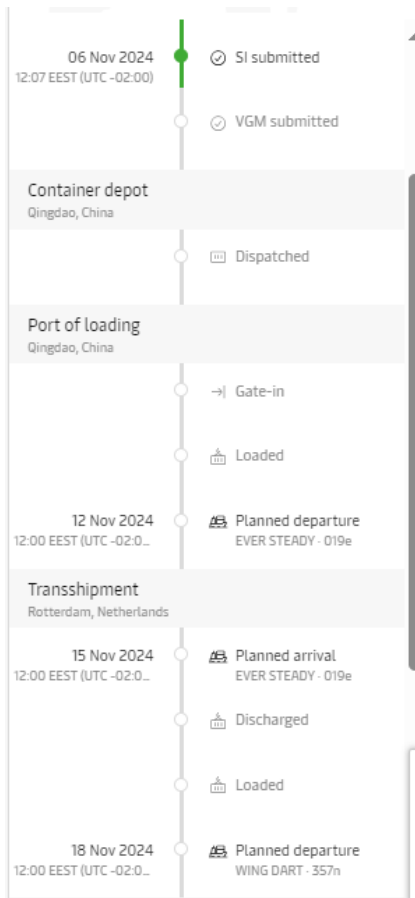 06 Nov 2024
SI submitted
12:07 EEST (UTC -02:00)
VGM submitted
Container depot
Qingdao, China
Dispatched
Port of loading
Qingdao, China
Gate-in
Loaded
12 Nov 2024
Planned departure
12:00 EEST (UTC -02:0...
EVER STEADY - 019e
Transshipment
Rotterdam, Netherlands
15 Nov 2024
Planned arrival
12:00 EEST (UTC -02:0...
EVER STEADY - 019e
Discharged
Loaded
18 Nov 2024
Planned departure
12:00 EEST (UTC -02:0...
WING DART - 357n